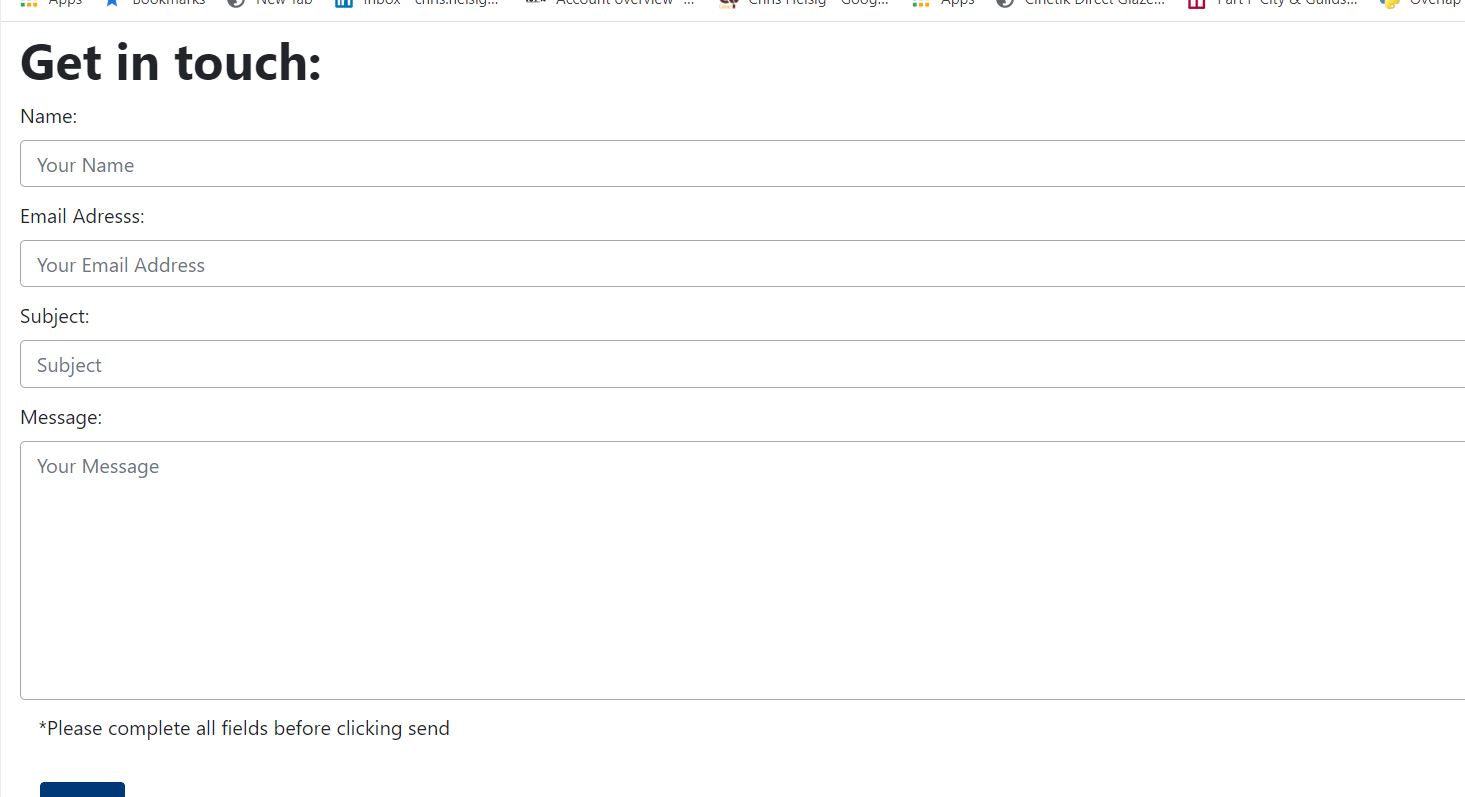 Apps Bookmarks New Tab Inbox - chris.heisig... Account overview - ... Chris Heisig - Goog... Apps Cinetik Direct Glaze... Part P City & Guilds... Overlap
Get in touch:
Name:
Your Name
Email Adresss:
Your Email Address
Subject:
Subject
Message:
Your Message
*Please complete all fields before clicking send